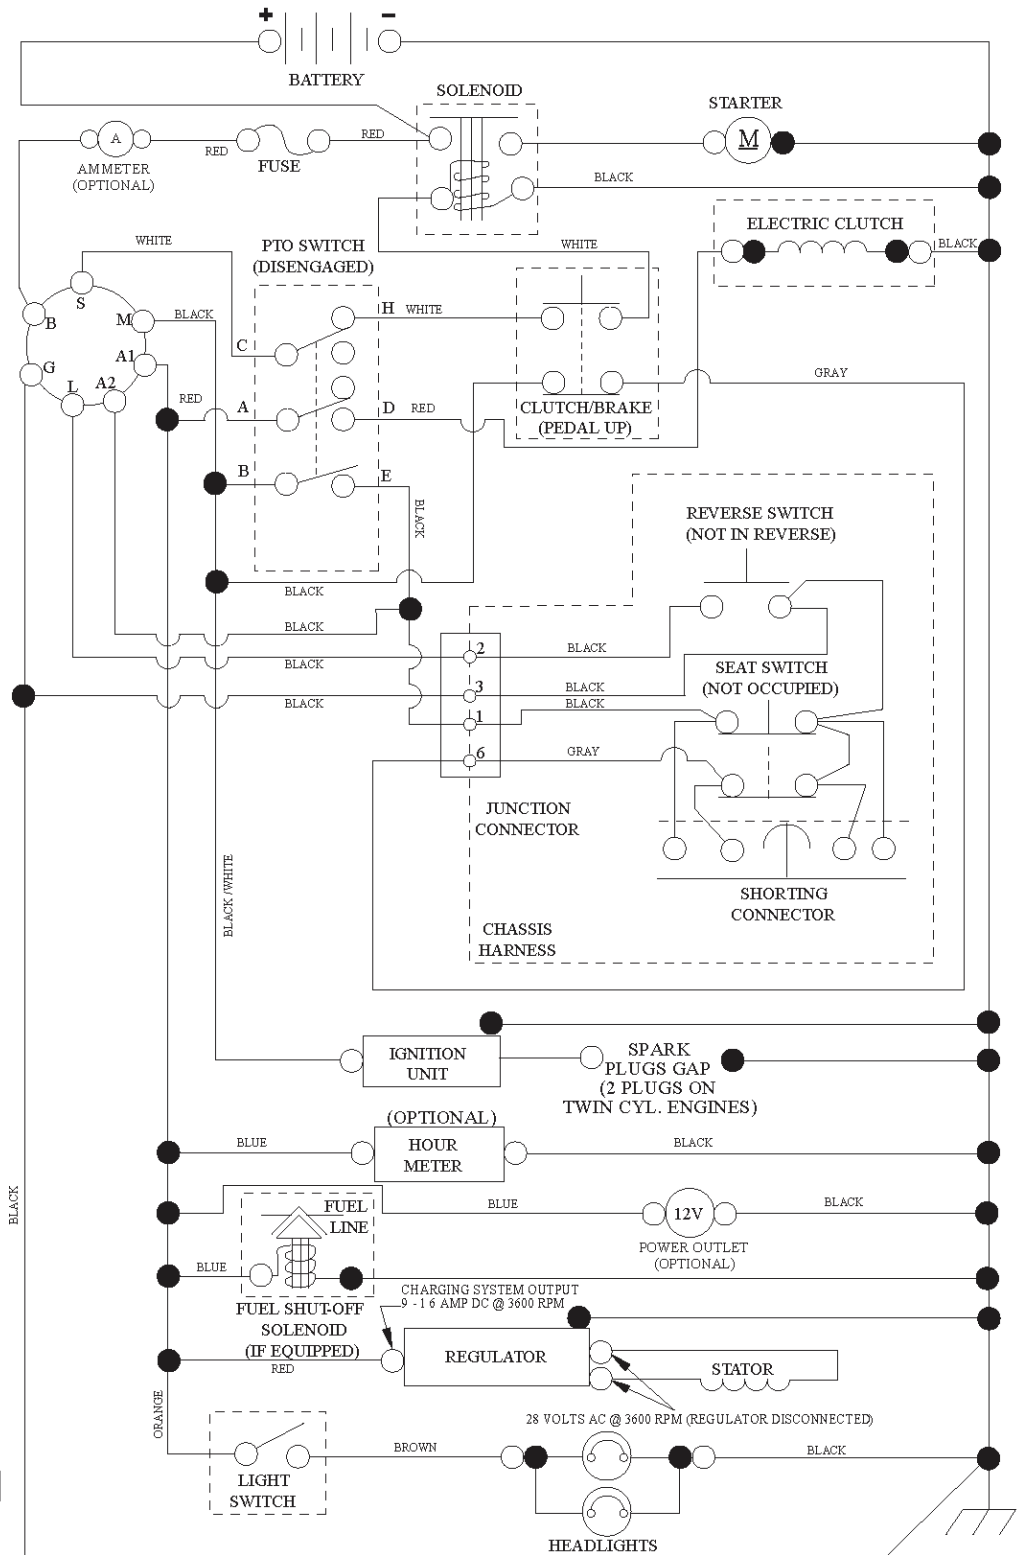 + -
BATTERY
SOLENOID
STARTER
M
A
RED
FUSE
RED
AMMETER
(OPTIONAL)
BLACK
ELECTRIC CLUTCH
BLACK
WHITE
PTO SWITCH
(DISENGAGED)
WHITE
S
B
M
BLACK
H
WHITE
G
A1
C
L
A2
RED
A
D
RED
GRAY
CLUTCH/BRAKE
(PEDAL UP)
B
E
BLACK
REVERSE SWITCH
(NOT IN REVERSE)
BLACK
BLACK
BLACK
2
BLACK
SEAT SWITCH
(NOT OCCUPIED)
BLACK
3
BLACK
BLACK
1
6
GRAY
JUNCTION
CONNECTOR
BLACK/WHITE
SHORTING
CONNECTOR
CHASSIS
HARNESS
IGNITION
UNIT
SPARK
PLUGS GAP
(2 PLUGS ON
TWIN CYL. ENGINES)
(OPTIONAL)
BLUE
HOUR
METER
BLACK
BLACK
FUEL
LINE
BLUE
12V
BLACK
POWER OUTLET
(OPTIONAL)
BLUE
FUEL SHUT-OFF
SOLENOID
(IF EQUIPPED)
CHARGING SYSTEM OUTPUT
9 - 16 AMP DC @ 3600 RPM
RED
REGULATOR
STATOR
ORANGE
28 VOLTS AC @ 3600 RPM (REGULATOR DISCONNECTED)
BROWN
BLACK
LIGHT
SWITCH
HEADLIGHTS